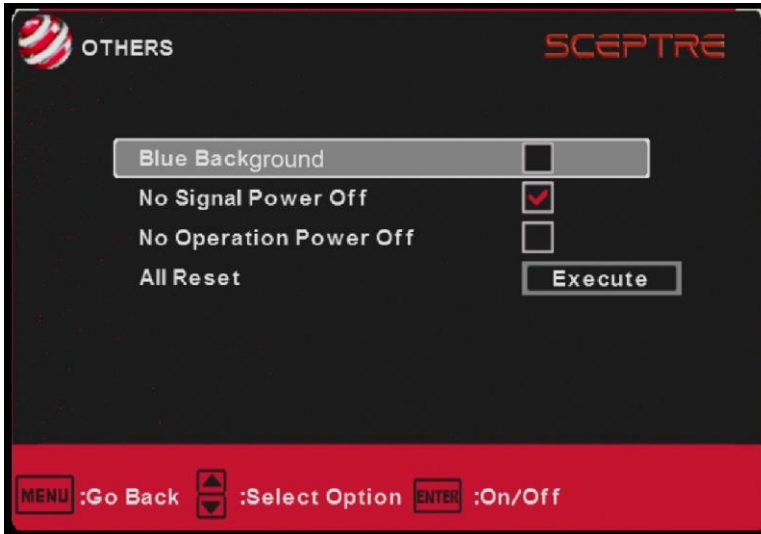 OTHERS SCEPTRE
Blue Background
No Signal Power Off
No Operation Power Off
All Reset Execute
MENU :Go Back :Select Option ENTER :On/Off